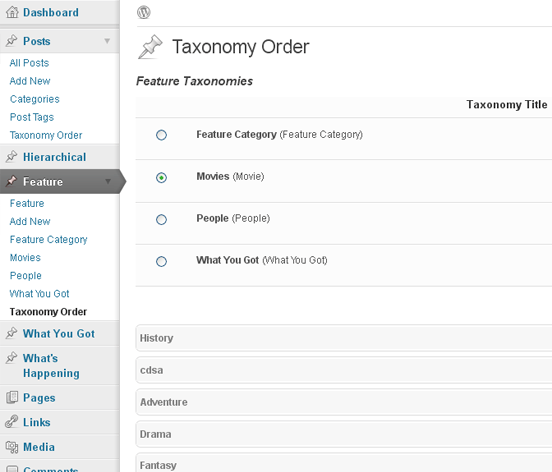 Dashboard
Posts
All Posts
Add New
Categories
Post Tags
Taxonomy Order
Hierarchical
Feature
Feature
Add New
Feature Category
Movies
People
What You Got
Taxonomy Order
What You Got
What's
Happening
Pages
Links
Media
Comments
Taxonomy Order
Feature Taxonomies
Taxonomy Title
Feature Category (Feature Category)
Movies (Movie)
People (People)
What You Got (What You Got)
History
cdsa
Adventure
Drama
Fantasy